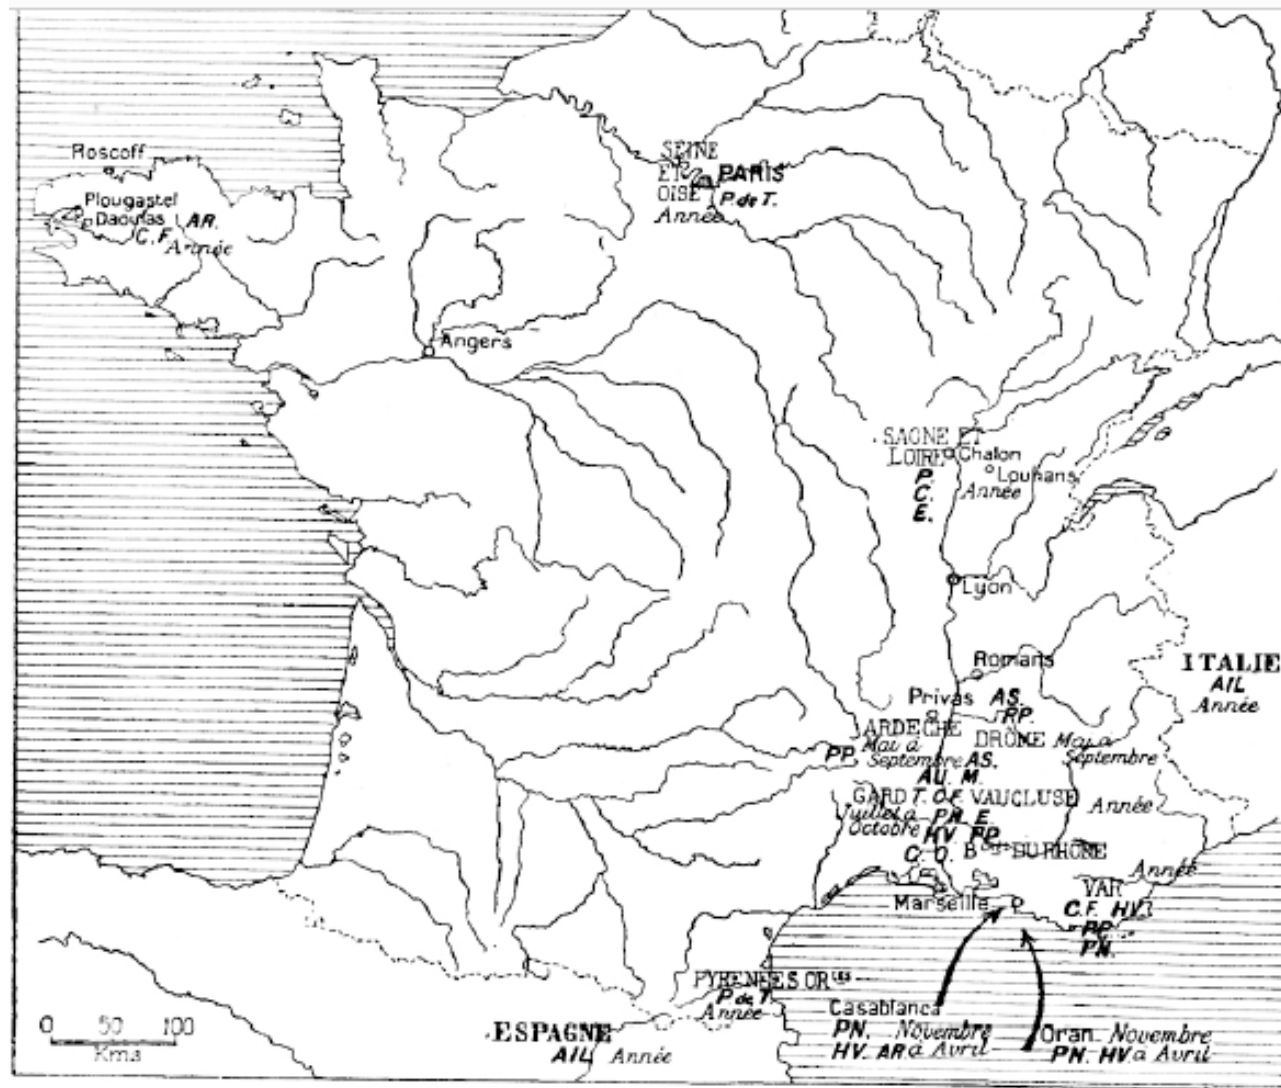 Roscoff
Plougastel
Daoulas AR.
C.F. Année
SEINE
ET
OISE
PARIS
P. de T.
Année
Angers
SAONE ET
LOIRE
Chalon
Louhans
P.
C.
E.
Année
Lyon
Romans
Privas AS.
RP.
ITALIE
AIL
Année
ARDECHE
DRÔME Mai à
Septembre
PP Mai à
Septembre AS.
AU. M.
GARD T. C.F. VAUCLUSE
Année
Juillet à
Octobre
PN. E.
HV. PP.
C. O. B DU RHÔNE
Année
Marseille
VAR
C.F. HV.
PP.
PN.
PYRENEES OR LES
P de T.
Année
ESPAGNE
AIL Année
Casablanca
PN. Novembre
HV. AR à Avril
Oran Novembre
PN. HV à Avril
0 50 100
Kms